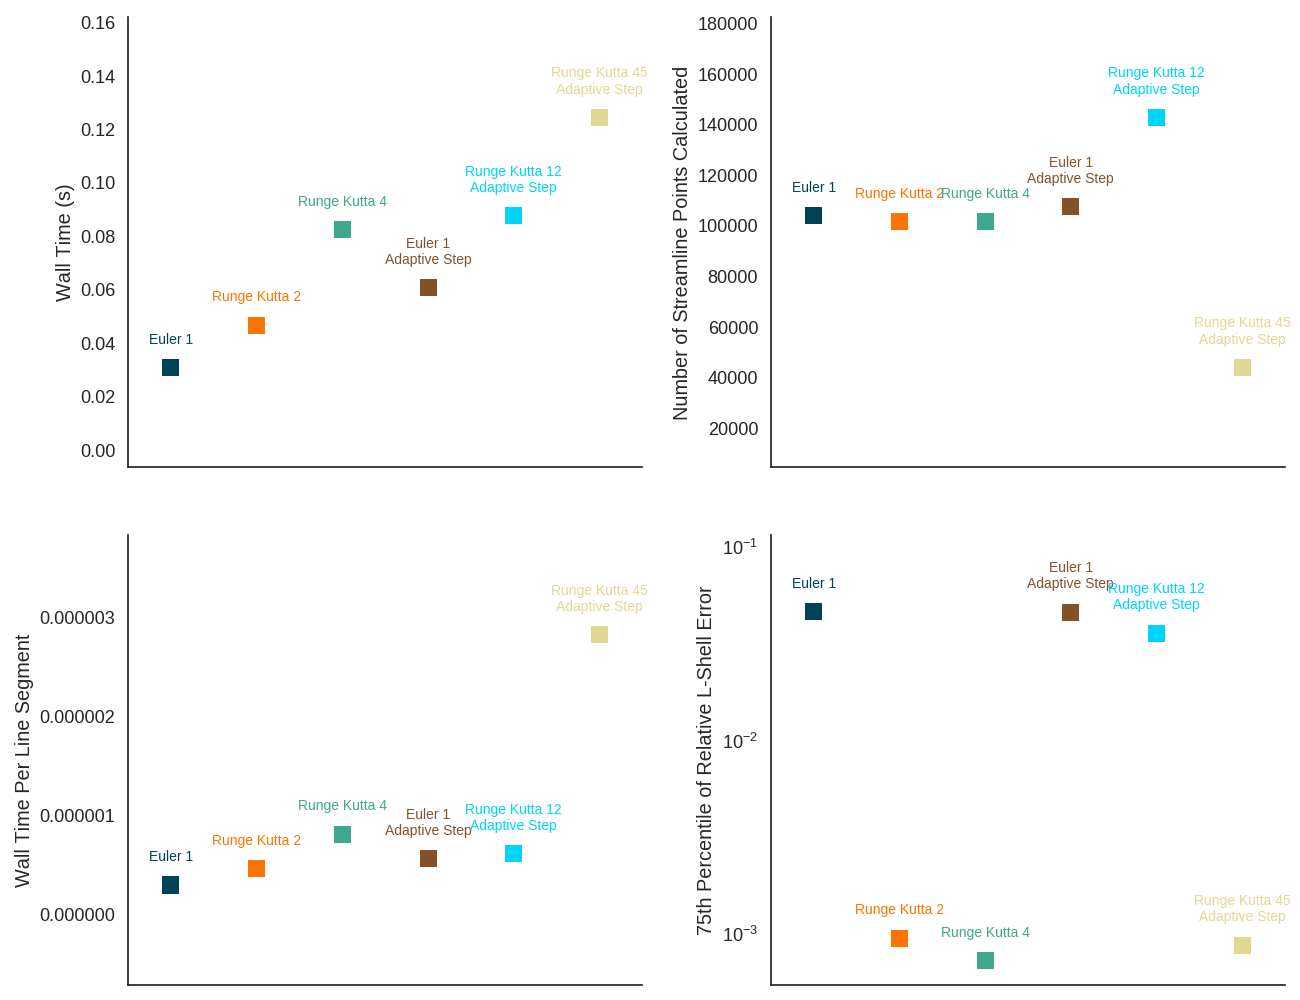 0.16
0.14
0.12
0.10
0.08
0.06
0.04
0.02
0.00
Wall Time (s)
Euler 1
Runge Kutta 2
Runge Kutta 4
Euler 1
Adaptive Step
Runge Kutta 12
Adaptive Step
Runge Kutta 45
Adaptive Step
180000
160000
140000
120000
100000
80000
60000
40000
20000
Number of Streamline Points Calculated
Euler 1
Runge Kutta 2
Runge Kutta 4
Euler 1
Adaptive Step
Runge Kutta 12
Adaptive Step
Runge Kutta 45
Adaptive Step
0.000003
0.000002
0.000001
0.000000
Wall Time Per Line Segment
Euler 1
Runge Kutta 2
Runge Kutta 4
Euler 1
Adaptive Step
Runge Kutta 12
Adaptive Step
Runge Kutta 45
Adaptive Step
10⁻¹
10⁻²
10⁻³
75th Percentile of Relative L-Shell Error
Euler 1
Runge Kutta 2
Runge Kutta 4
Euler 1
Adaptive Step
Runge Kutta 12
Adaptive Step
Runge Kutta 45
Adaptive Step